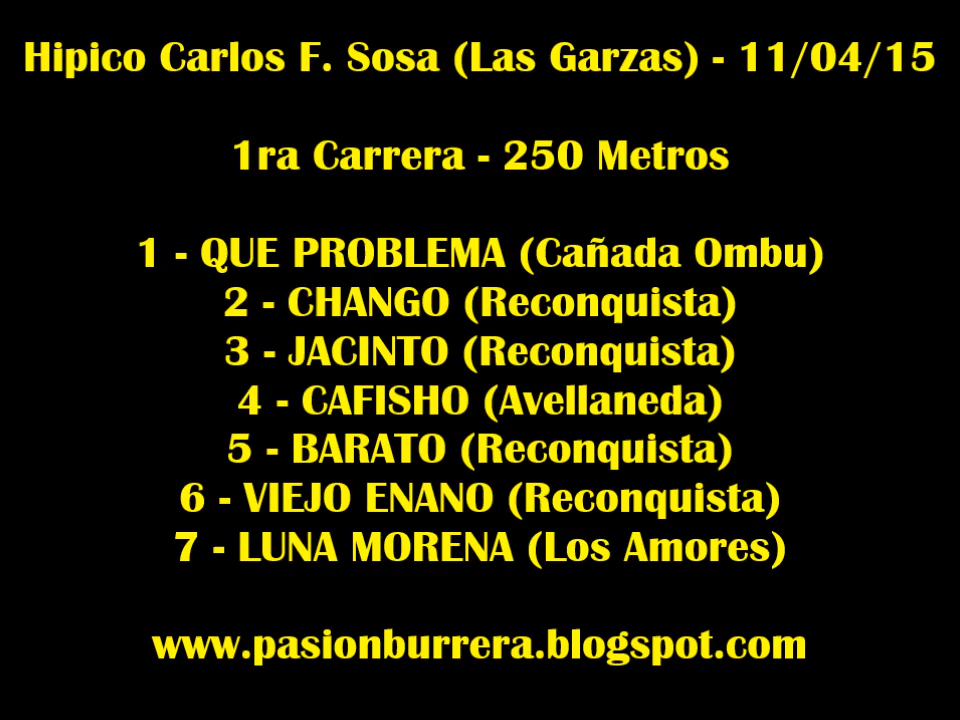 Hipico Carlos F. Sosa (Las Garzas) - 11/04/15
1ra Carrera - 250 Metros
1 - QUE PROBLEMA (Cañada Ombu)
2 - CHANGO (Reconquista)
3 - JACINTO (Reconquista)
4 - CAFISHO (Avellaneda)
5 - BARATO (Reconquista)
6 - VIEJO ENANO (Reconquista)
7 - LUNA MORENA (Los Amores)
www.pasionburrera.blogspot.com